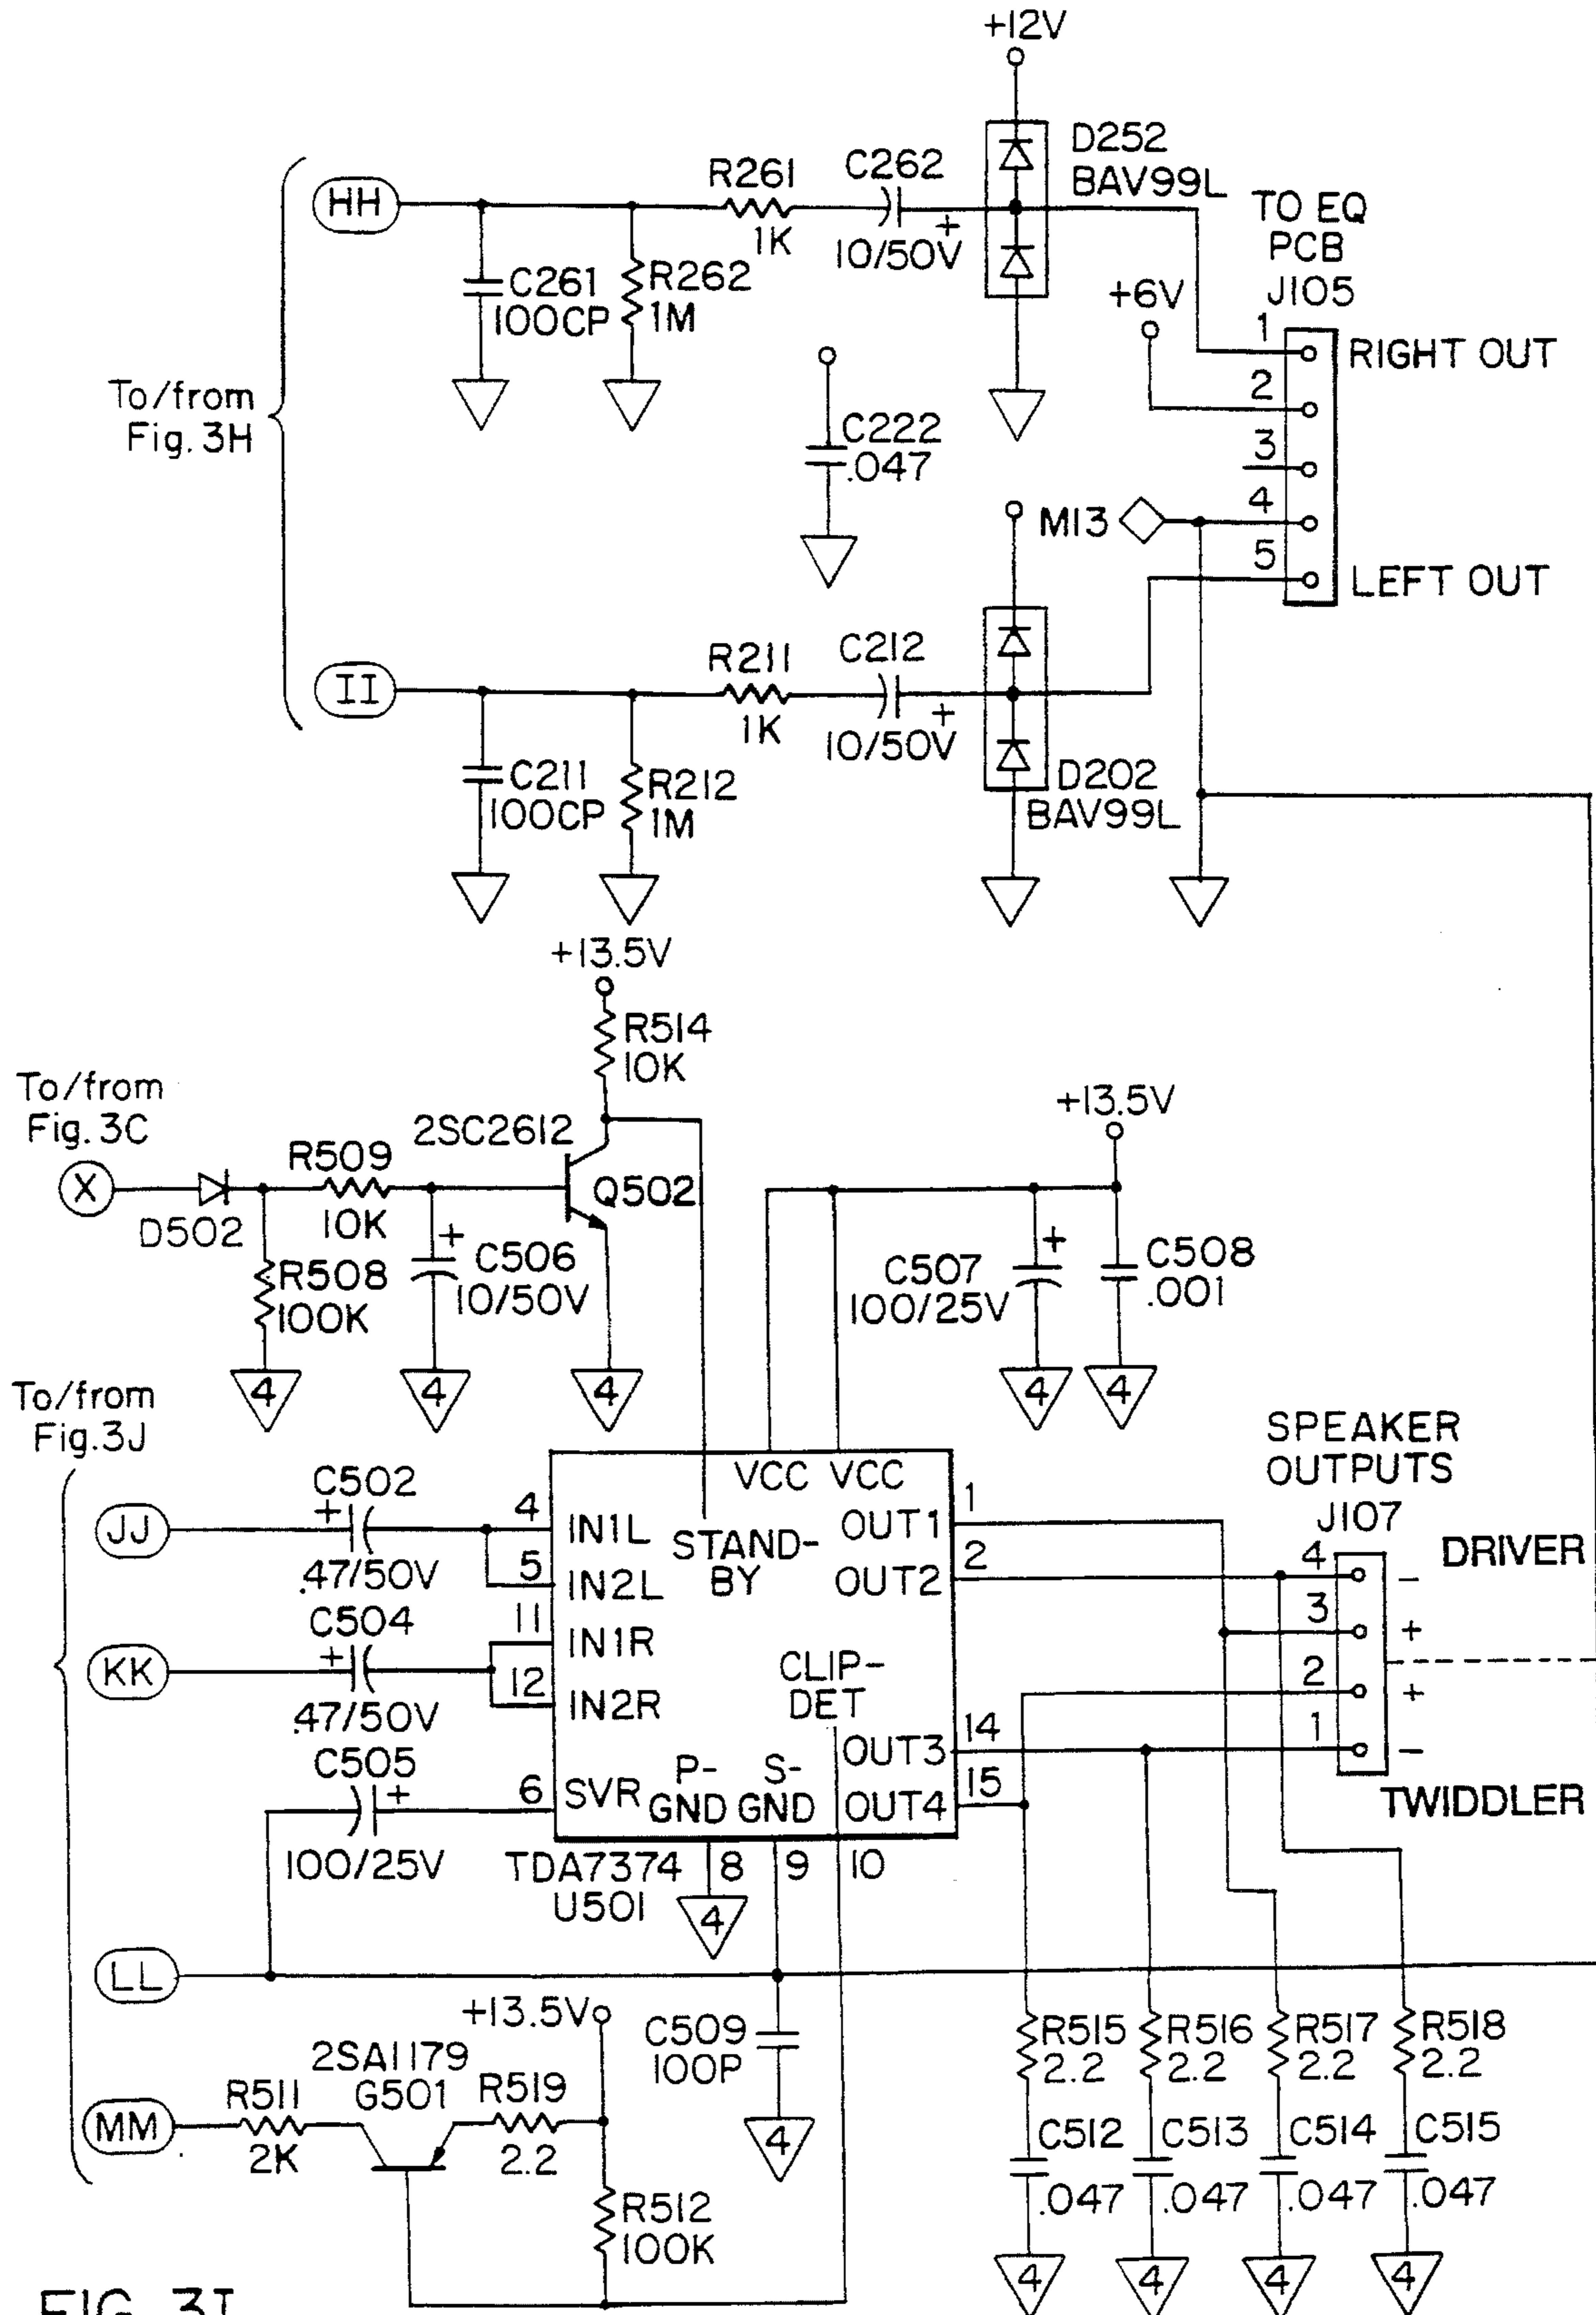 +12V
D252
BAV99L
HH
R261
1K
C262
+
10/50V
TO EQ
PCB
J105
C261
100CP
R262
1M
+6V
1
RIGHT OUT
2
To/from
Fig. 3H
C222
.047
3
M13
4
5
LEFT OUT
II
R211
1K
C212
+
10/50V
C211
100CP
R212
1M
D202
BAV99L
+13.5V
R514
10K
To/from
Fig. 3C
2SC2612
+13.5V
X
D502
R509
10K
Q502
R508
100K
+
C506
10/50V
C507
100/25V
+
C508
.001
4
4
4
4
4
To/from
Fig. 3J
SPEAKER
OUTPUTS
J107
JJ
C502
+
.47/50V
4
IN1L
5
IN2L
STAND-
BY
VCC
VCC
OUT1
1
OUT2
2
4
-
DRIVER
3
+
KK
C504
+
.47/50V
11
IN1R
12
IN2R
CLIP-
DET
2
+
OUT3
14
1
-
C505
+
100/25V
6
SVR
P-
GND
S-
GND
OUT4
15
TWIDDLER
TDA7374
U501
8
9
10
4
LL
+13.5V
C509
100P
4
MM
R511
2K
2SA1179
G501
R519
2.2
R512
100K
R515
2.2
R516
2.2
R517
2.2
R518
2.2
C512
.047
C513
.047
C514
.047
C515
.047
4
4
4
4